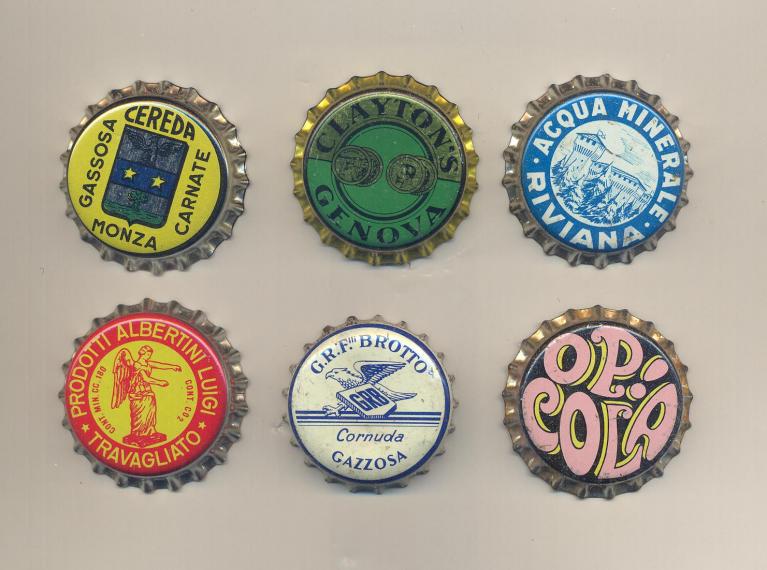 CEREDA
GASSOSA
CARNATE
MONZA
CLAYTON'S
GENOVA
ACQUA MINERALE
RIVIANA
PRODOTTI ALBERTINI LUIGI
CONT. MIN. CC. 180
CONT. CO2
★ TRAVAGLIATO ★
G.R.F.lli BROTTO
GRB
Cornuda
GAZZOSA
OP!
COLA